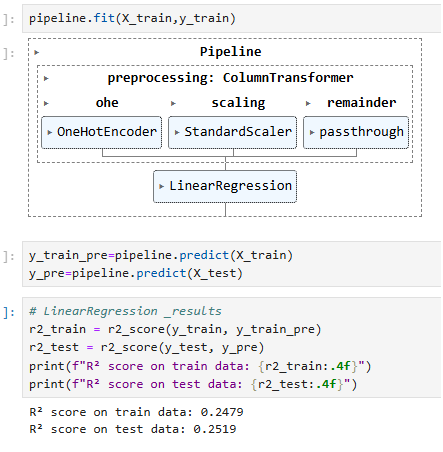 ]: pipeline.fit(X_train,y_train)
]: ▸ Pipeline
▸ preprocessing: ColumnTransformer
▸ ohe ▸ scaling ▸ remainder
▸ OneHotEncoder ▸ StandardScaler ▸ passthrough
▸ LinearRegression
]: y_train_pre=pipeline.predict(X_train)
y_pre=pipeline.predict(X_test)
]: # LinearRegression _results
r2_train = r2_score(y_train, y_train_pre)
r2_test = r2_score(y_test, y_pre)
print(f"R² score on train data: {r2_train:.4f}")
print(f"R² score on test data: {r2_test:.4f}")
R² score on train data: 0.2479
R² score on test data: 0.2519